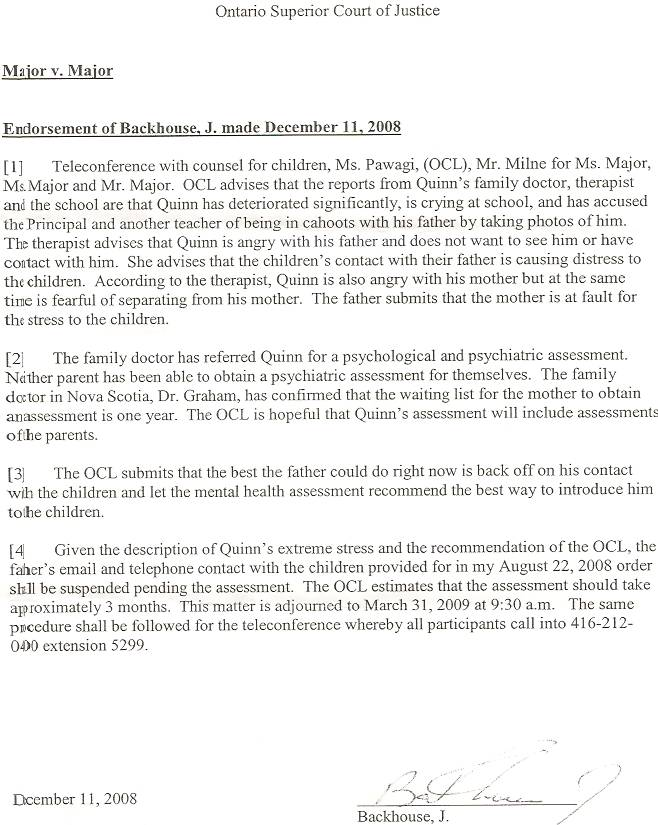 Ontario Superior Court of Justice
Major v. Major
Endorsement of Backhouse, J. made December 11, 2008
[1] Teleconference with counsel for children, Ms. Pawagi, (OCL), Mr. Milne for Ms. Major,
Ms. Major and Mr. Major. OCL advises that the reports from Quinn's family doctor, therapist
and the school are that Quinn has deteriorated significantly, is crying at school, and has accused
the Principal and another teacher of being in cahoots with his father by taking photos of him.
The therapist advises that Quinn is angry with his father and does not want to see him or have
contact with him. She advises that the children's contact with their father is causing distress to
the children. According to the therapist, Quinn is also angry with his mother but at the same
time is fearful of separating from his mother. The father submits that the mother is at fault for
the stress to the children.
[2] The family doctor has referred Quinn for a psychological and psychiatric assessment.
Neither parent has been able to obtain a psychiatric assessment for themselves. The family
doctor in Nova Scotia, Dr. Graham, has confirmed that the waiting list for the mother to obtain
an assessment is one year. The OCL is hopeful that Quinn's assessment will include assessments
of the parents.
[3] The OCL submits that the best the father could do right now is back off on his contact
with the children and let the mental health assessment recommend the best way to introduce him
to the children.
[4] Given the description of Quinn's extreme stress and the recommendation of the OCL, the
father's email and telephone contact with the children provided for in my August 22, 2008 order
shall be suspended pending the assessment. The OCL estimates that the assessment should take
approximately 3 months. This matter is adjourned to March 31, 2009 at 9:30 a.m. The same
procedure shall be followed for the teleconference whereby all participants call into 416-212-
extension 5299.
Backhouse J
December 11, 2008
Backhouse, J.